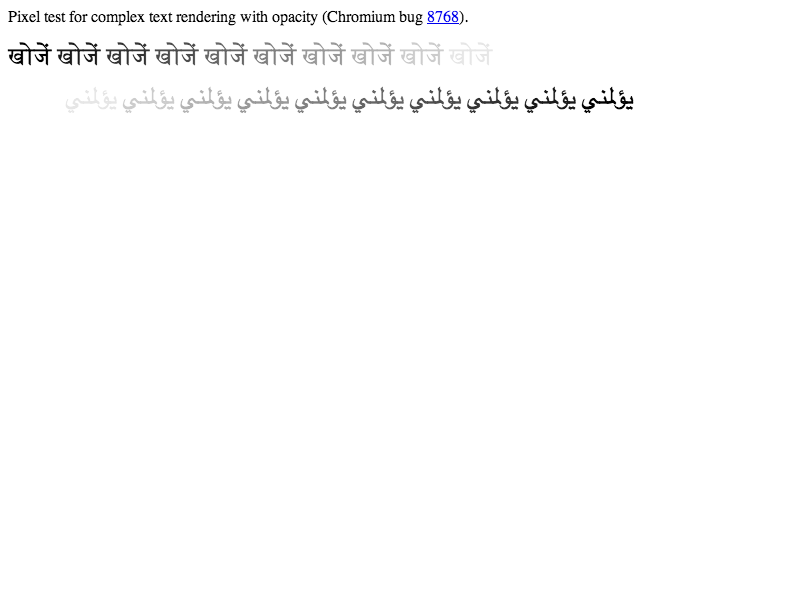 Pixel test for complex text rendering with opacity (Chromium bug 8768).
खोजें खोजें खोजें खोजें खोजें खोजें खोजें खोजें खोजें खोजें
يؤلمني يؤلمني يؤلمني يؤلمني يؤلمني يؤلمني يؤلمني يؤلمني يؤلمني يؤلمني